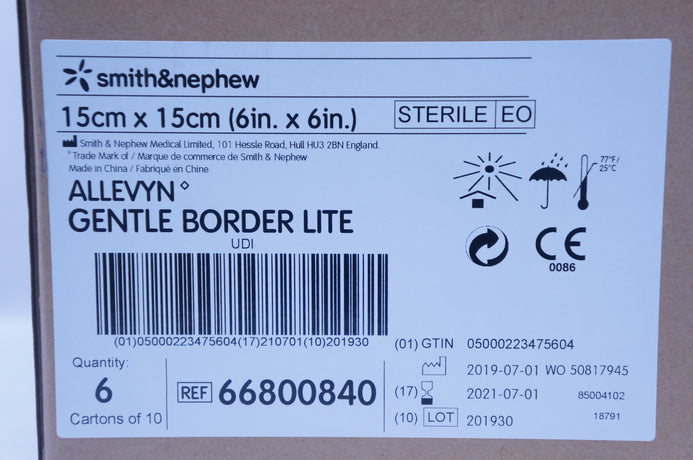 smith&nephew
15cm x 15cm (6in. x 6in.)
STERILE EO
Smith & Nephew Medical Limited, 101 Hessle Road, Hull HU3 2BN England.
◇Trade Mark of / Marque de commerce de Smith & Nephew
Made in China / Fabriqué en Chine
77°F/
25°C
ALLEVYN◇
GENTLE BORDER LITE
UDI
CE
0086
(01)05000223475604(17)210701(10)201930
(01) GTIN 05000223475604
2019-07-01 WO 50817945
(17) 2021-07-01 85004102
(10) LOT 201930 18791
Quantity:
6
Cartons of 10
REF 66800840